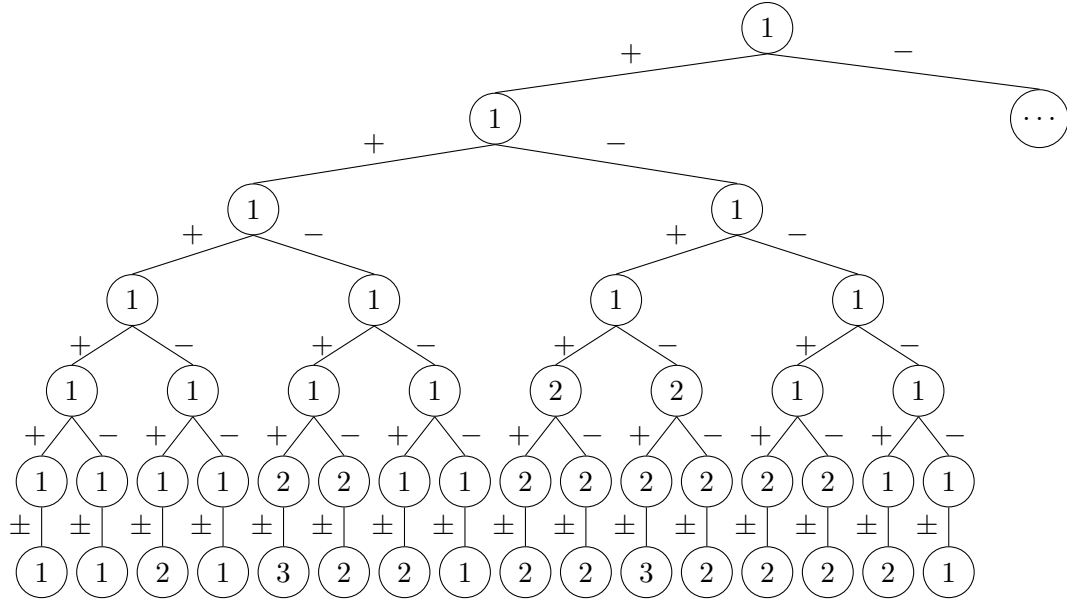 1
+ −
1 ···
+ −
1 1
+ − + −
1 1 1 1
+ − + − + − + −
1 1 1 1 2 2 1 1
+ − + − + − + − + − + − + − + −
1 1 1 1 2 2 1 1 2 2 2 2 2 2 1 1
± ± ± ± ± ± ± ± ± ± ± ± ± ± ± ±
1 1 2 1 3 2 2 1 2 2 3 2 2 2 2 1